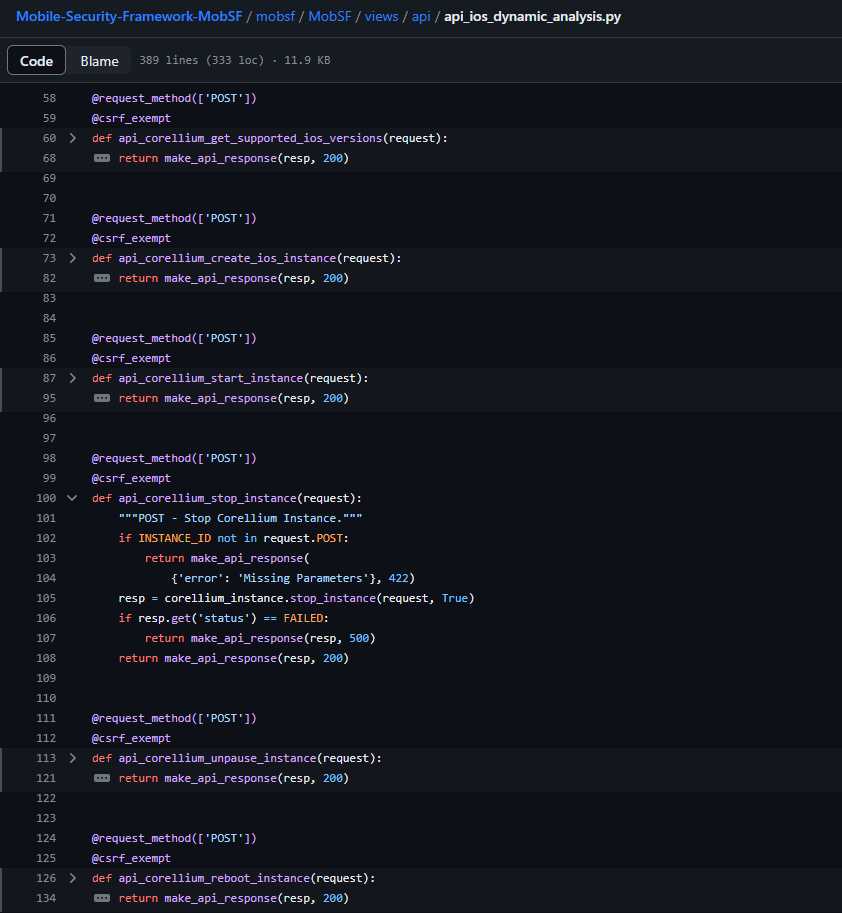 Mobile-Security-Framework-MobSF / mobsf / MobSF / views / api / api_ios_dynamic_analysis.py
Code Blame 389 lines (333 loc) · 11.9 KB
58 @request_method(['POST'])
59 @csrf_exempt
60 def api_corellium_get_supported_ios_versions(request):
68 return make_api_response(resp, 200)
69
70
71 @request_method(['POST'])
72 @csrf_exempt
73 def api_corellium_create_ios_instance(request):
82 return make_api_response(resp, 200)
83
84
85 @request_method(['POST'])
86 @csrf_exempt
87 def api_corellium_start_instance(request):
95 return make_api_response(resp, 200)
96
97
98 @request_method(['POST'])
99 @csrf_exempt
100 def api_corellium_stop_instance(request):
101 """POST - Stop Corellium Instance."""
102 if INSTANCE_ID not in request.POST:
103 return make_api_response(
104 {'error': 'Missing Parameters'}, 422)
105 resp = corellium_instance.stop_instance(request, True)
106 if resp.get('status') == FAILED:
107 return make_api_response(resp, 500)
108 return make_api_response(resp, 200)
109
110
111 @request_method(['POST'])
112 @csrf_exempt
113 def api_corellium_unpause_instance(request):
121 return make_api_response(resp, 200)
122
123
124 @request_method(['POST'])
125 @csrf_exempt
126 def api_corellium_reboot_instance(request):
134 return make_api_response(resp, 200)